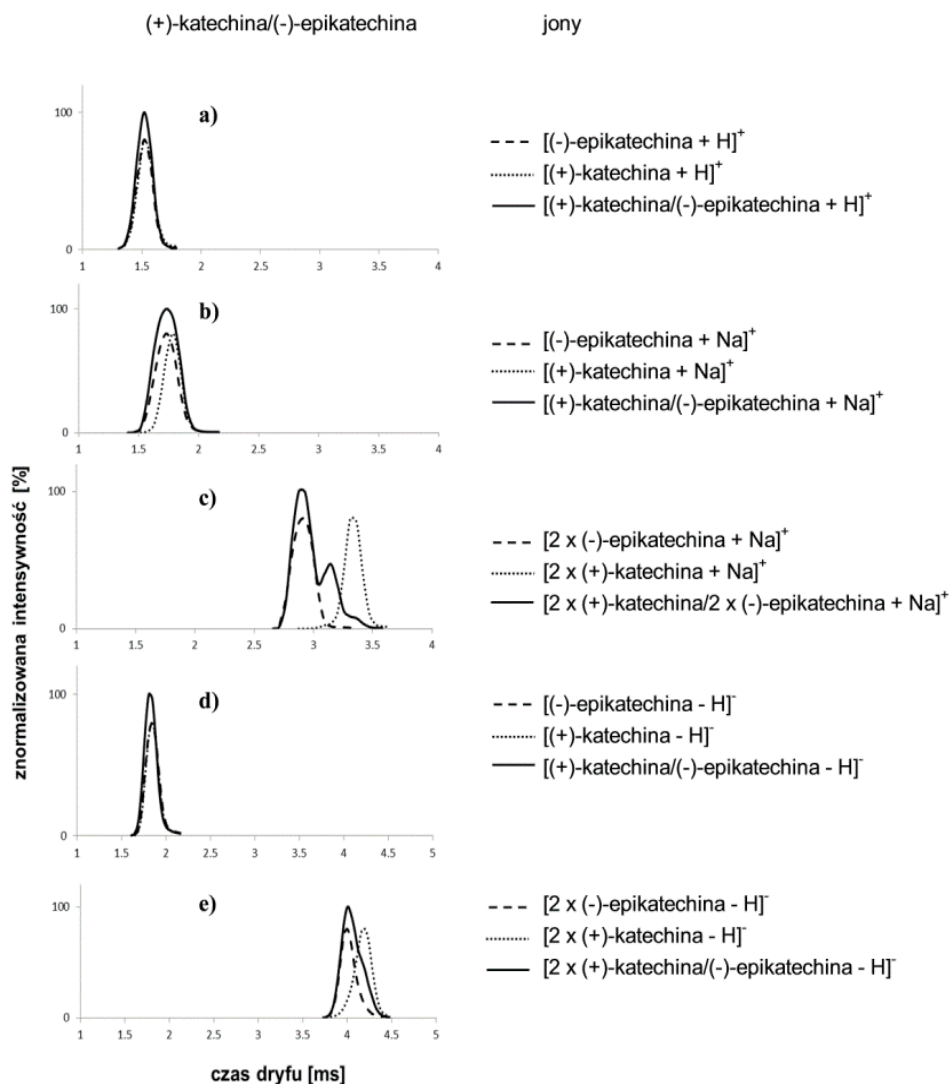 (+)-katechina/(-)-epikatechina jony
a)
100
0
1 1.5 2 2.5 3 3.5 4
[(-)-epikatechina + H]⁺
[(+)-katechina + H]⁺
[(+)-katechina/(-)-epikatechina + H]⁺
b)
100
0
1 1.5 2 2.5 3 3.5 4
[(-)-epikatechina + Na]⁺
[(+)-katechina + Na]⁺
[(+)-katechina/(-)-epikatechina + Na]⁺
znormalizowana intensywność [%]
c)
100
0
1 1.5 2 2.5 3 3.5 4
[2 x (-)-epikatechina + Na]⁺
[2 x (+)-katechina + Na]⁺
[2 x (+)-katechina/2 x (-)-epikatechina + Na]⁺
d)
100
0
1 1.5 2 2.5 3 3.5 4 4.5 5
[(-)-epikatechina - H]⁻
[(+)-katechina - H]⁻
[(+)-katechina/(-)-epikatechina - H]⁻
e)
100
0
1 1.5 2 2.5 3 3.5 4 4.5 5
[2 x (-)-epikatechina - H]⁻
[2 x (+)-katechina - H]⁻
[2 x (+)-katechina/(-)-epikatechina - H]⁻
czas dryfu [ms]